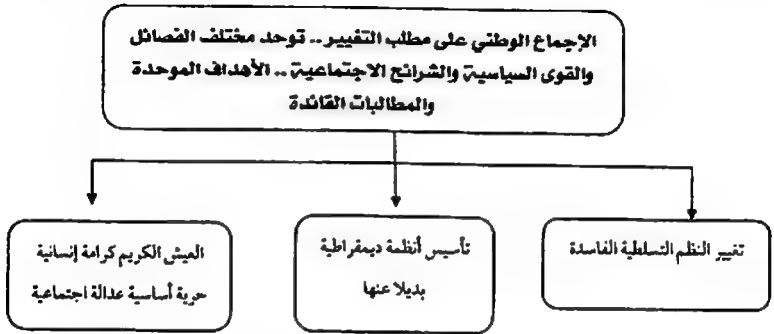 الإجماع الوطني على مطلب التغيير .. توحد مختلف الفصائل
والقوى السياسية والشرائح الاجتماعية .. الأهداف الموحدة
والمطالبات القائدة
تغيير النظم التسلطية الفاسدة
تأسيس أنظمة ديمقراطية
بديلا عنها
العيش الكريم كرامة إنسانية
حرية أساسية عدالة اجتماعية